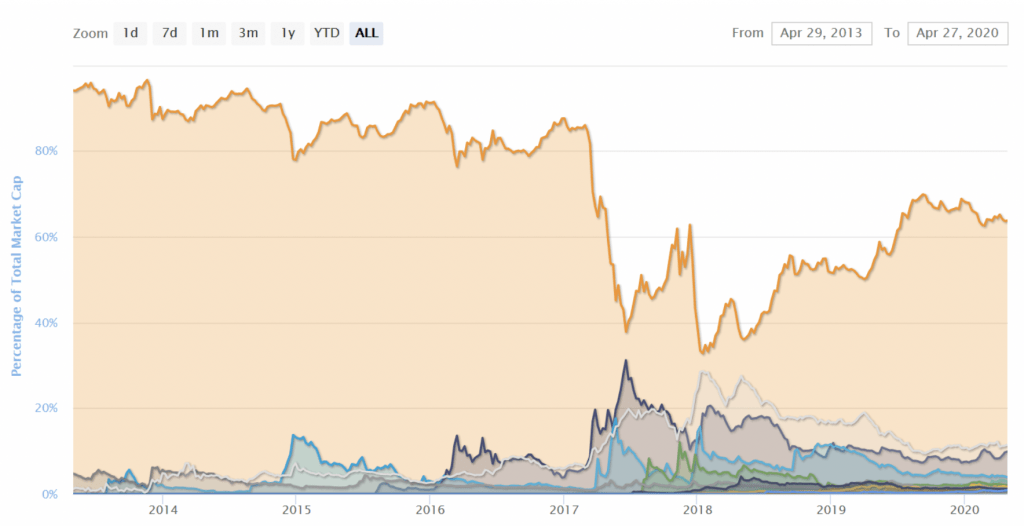 Zoom 1d 7d 1m 3m 1y YTD ALL From Apr 29, 2013 To Apr 27, 2020
Percentage of Total Market Cap
80%
60%
40%
20%
0%
2014 2015 2016 2017 2018 2019 2020